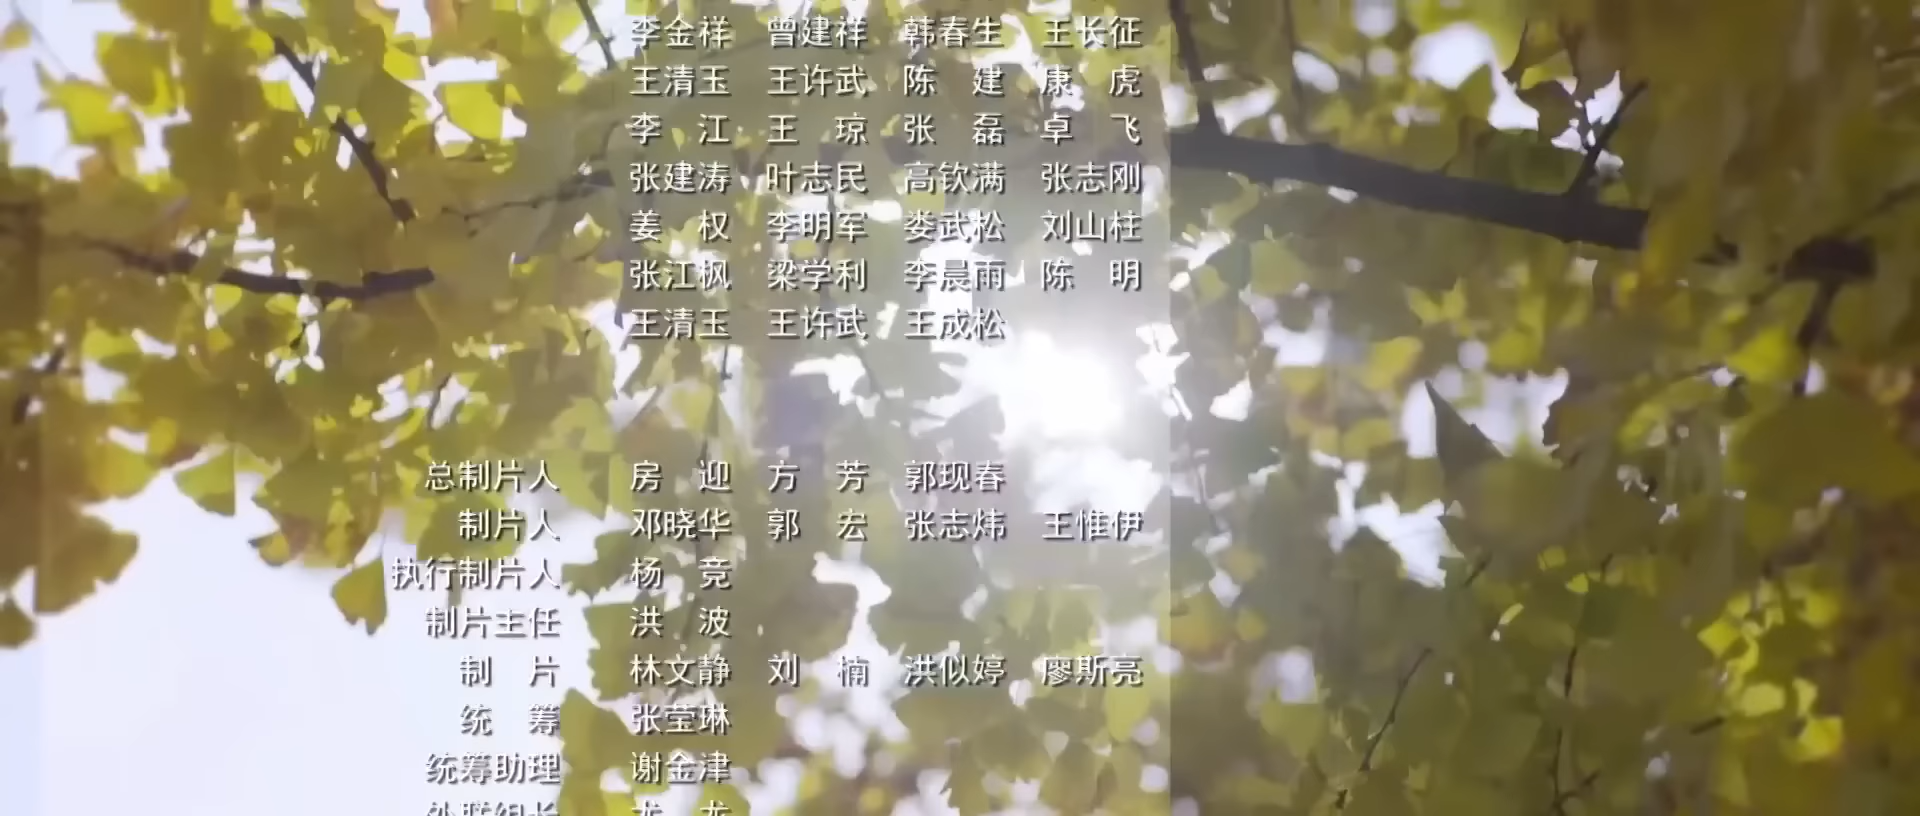 李金祥 曾建祥 韩春生 王长征
王清玉 王许武 陈 建 康 虎
李 江 王 琼 张 磊 卓 飞
张建涛 叶志民 高钦满 张志刚
姜 权 李明军 娄武松 刘山柱
张江枫 梁学利 李晨雨 陈 明
王清玉 王许武 王成松
总制片人 房 迎 方 芳 郭现春
制片人 邓晓华 郭 宏 张志炜 王惟伊
执行制片人 杨 竞
制片主任 洪 波
制 片 林文静 刘 楠 洪似婷 廖斯亮
统 筹 张莹琳
统筹助理 谢金津
外联组长